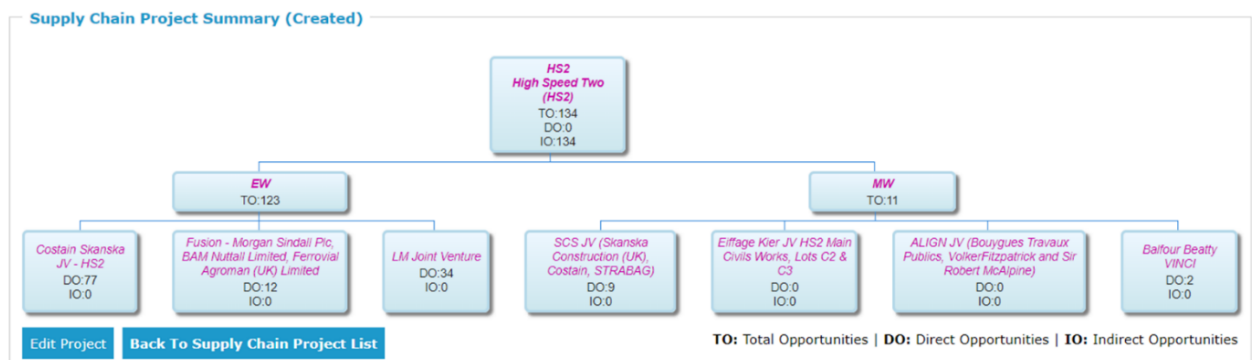 Supply Chain Project Summary (Created)
HS2
High Speed Two
(HS2)
TO:134
DO:0
IO:134
EW
TO:123
MW
TO:11
Costain Skanska
JV - HS2
DO:77
IO:0
Fusion - Morgan Sindall Plc,
BAM Nuttall Limited, Ferrovial
Agroman (UK) Limited
DO:12
IO:0
LM Joint Venture
DO:34
IO:0
SCS JV (Skanska
Construction (UK),
Costain, STRABAG)
DO:9
IO:0
Eiffage Kier JV HS2 Main
Civils Works, Lots C2 &
C3
DO:0
IO:0
ALIGN JV (Bouygues Travaux
Publics, VolkerFitzpatrick and Sir
Robert McAlpine)
DO:0
IO:0
Balfour Beatty
VINCI
DO:2
IO:0
Edit Project
Back To Supply Chain Project List
TO: Total Opportunities | DO: Direct Opportunities | IO: Indirect Opportunities